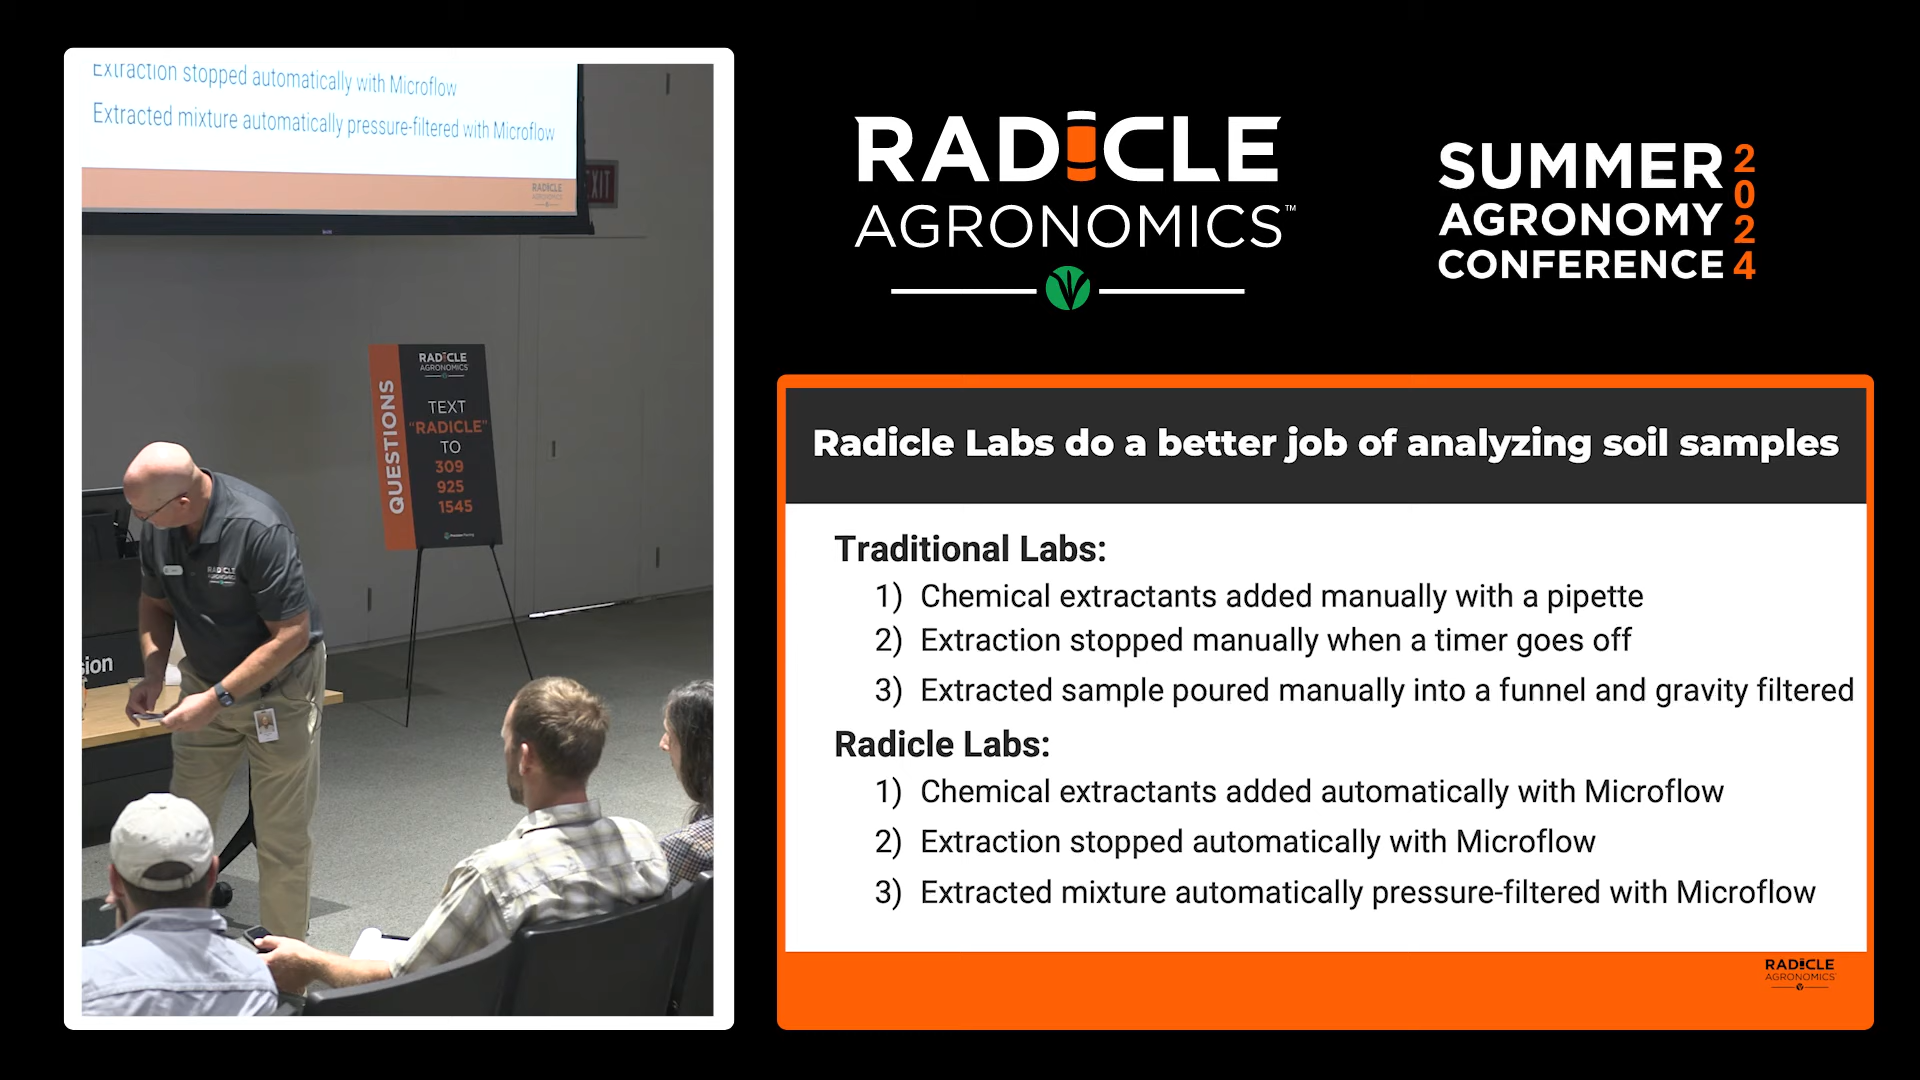 Extraction stopped automatically with Microflow
Extracted mixture automatically pressure-filtered with Microflow
RADICLE
AGRONOMICS
EXIT
QUESTIONS
RADICLE
AGRONOMICS
TEXT
"RADICLE"
TO
309
925
1545
RADICLE
AGRONOMICS
sion
RADICLE
AGRONOMICS™
SUMMER
AGRONOMY
CONFERENCE
2024
Radicle Labs do a better job of analyzing soil samples
Traditional Labs:
1) Chemical extractants added manually with a pipette
2) Extraction stopped manually when a timer goes off
3) Extracted sample poured manually into a funnel and gravity filtered
Radicle Labs:
1) Chemical extractants added automatically with Microflow
2) Extraction stopped automatically with Microflow
3) Extracted mixture automatically pressure-filtered with Microflow
RADICLE
AGRONOMICS